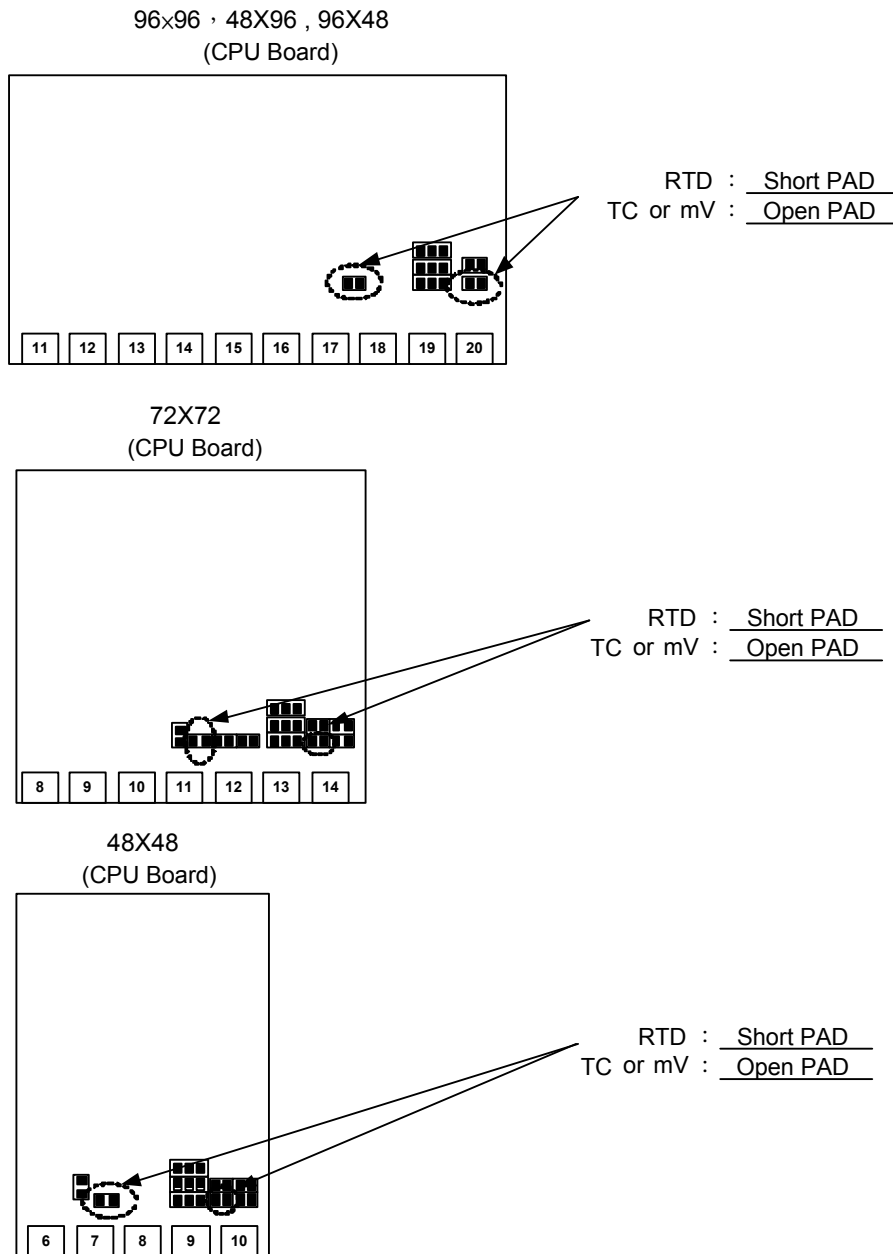 96×96，48X96 , 96X48
(CPU Board)
RTD： Short PAD
TC or mV： Open PAD
11 12 13 14 15 16 17 18 19 20
72X72
(CPU Board)
RTD： Short PAD
TC or mV： Open PAD
8 9 10 11 12 13 14
48X48
(CPU Board)
RTD： Short PAD
TC or mV： Open PAD
6 7 8 9 10